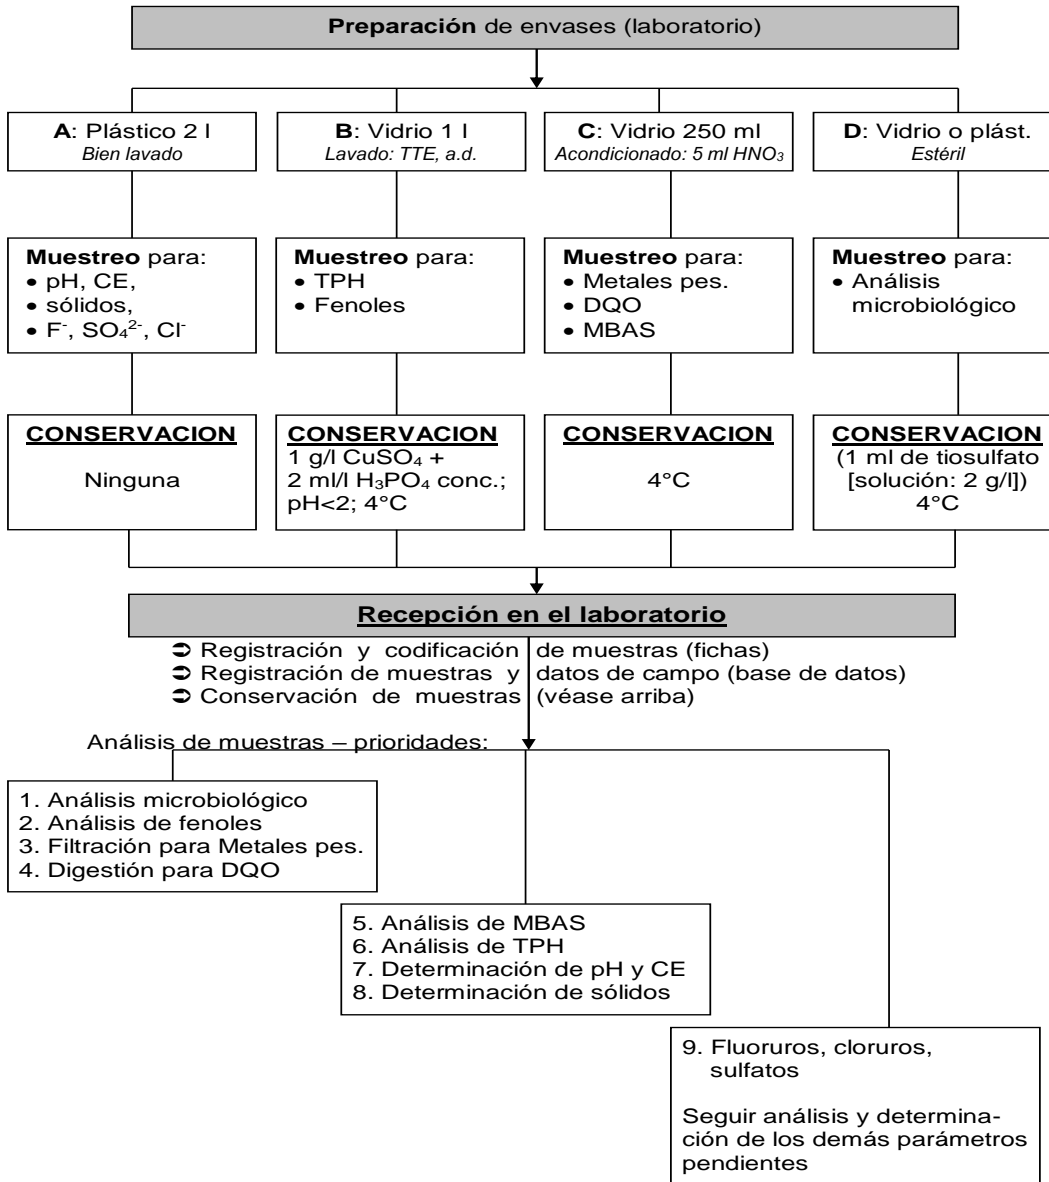 Preparación de envases (laboratorio)
A: Plástico 2 l
Bien lavado
B: Vidrio 1 l
Lavado: TTE, a.d.
C: Vidrio 250 ml
Acondicionado: 5 ml HNO₃
D: Vidrio o plást.
Estéril
Muestreo para:
• pH, CE,
• sólidos,
• F⁻, SO₄²⁻, Cl⁻
Muestreo para:
• TPH
• Fenoles
Muestreo para:
• Metales pes.
• DQO
• MBAS
Muestreo para:
• Análisis
microbiológico
CONSERVACION
Ninguna
CONSERVACION
1 g/l CuSO₄ +
2 ml/l H₃PO₄ conc.;
pH<2; 4°C
CONSERVACION
4°C
CONSERVACION
(1 ml de tiosulfato
[solución: 2 g/l])
4°C
Recepción en el laboratorio
➲ Registración y codificación de muestras (fichas)
➲ Registración de muestras y datos de campo (base de datos)
➲ Conservación de muestras (véase arriba)
Análisis de muestras – prioridades:
1. Análisis microbiológico
2. Análisis de fenoles
3. Filtración para Metales pes.
4. Digestión para DQO
5. Análisis de MBAS
6. Análisis de TPH
7. Determinación de pH y CE
8. Determinación de sólidos
9. Fluoruros, cloruros,
sulfatos
Seguir análisis y determina-
ción de los demás parámetros
pendientes